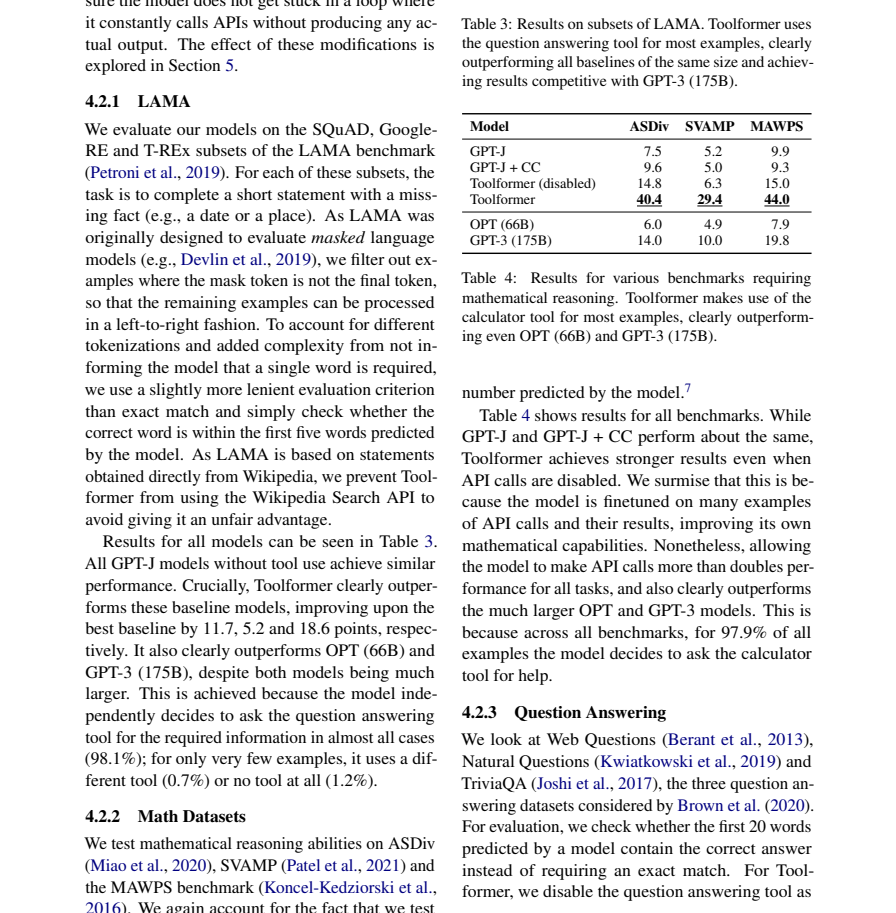 sure the model does not get stuck in a loop where
it constantly calls APIs without producing any ac-
tual output. The effect of these modifications is
explored in Section 5.
4.2.1 LAMA
We evaluate our models on the SQuAD, Google-
RE and T-REx subsets of the LAMA benchmark
(Petroni et al., 2019). For each of these subsets, the
task is to complete a short statement with a miss-
ing fact (e.g., a date or a place). As LAMA was
originally designed to evaluate masked language
models (e.g., Devlin et al., 2019), we filter out ex-
amples where the mask token is not the final token,
so that the remaining examples can be processed
in a left-to-right fashion. To account for different
tokenizations and added complexity from not in-
forming the model that a single word is required,
we use a slightly more lenient evaluation criterion
than exact match and simply check whether the
correct word is within the first five words predicted
by the model. As LAMA is based on statements
obtained directly from Wikipedia, we prevent Tool-
former from using the Wikipedia Search API to
avoid giving it an unfair advantage.
Results for all models can be seen in Table 3.
All GPT-J models without tool use achieve similar
performance. Crucially, Toolformer clearly outper-
forms these baseline models, improving upon the
best baseline by 11.7, 5.2 and 18.6 points, respec-
tively. It also clearly outperforms OPT (66B) and
GPT-3 (175B), despite both models being much
larger. This is achieved because the model inde-
pendently decides to ask the question answering
tool for the required information in almost all cases
(98.1%); for only very few examples, it uses a dif-
ferent tool (0.7%) or no tool at all (1.2%).
4.2.2 Math Datasets
We test mathematical reasoning abilities on ASDiv
(Miao et al., 2020), SVAMP (Patel et al., 2021) and
the MAWPS benchmark (Koncel-Kedziorski et al.,
2016). We again account for the fact that we test
Table 3: Results on subsets of LAMA. Toolformer uses
the question answering tool for most examples, clearly
outperforming all baselines of the same size and achiev-
ing results competitive with GPT-3 (175B).
Model ASDiv SVAMP MAWPS
GPT-J 7.5 5.2 9.9
GPT-J + CC 9.6 5.0 9.3
Toolformer (disabled) 14.8 6.3 15.0
Toolformer 40.4 29.4 44.0
OPT (66B) 6.0 4.9 7.9
GPT-3 (175B) 14.0 10.0 19.8
Table 4: Results for various benchmarks requiring
mathematical reasoning. Toolformer makes use of the
calculator tool for most examples, clearly outperform-
ing even OPT (66B) and GPT-3 (175B).
number predicted by the model.7
Table 4 shows results for all benchmarks. While
GPT-J and GPT-J + CC perform about the same,
Toolformer achieves stronger results even when
API calls are disabled. We surmise that this is be-
cause the model is finetuned on many examples
of API calls and their results, improving its own
mathematical capabilities. Nonetheless, allowing
the model to make API calls more than doubles per-
formance for all tasks, and also clearly outperforms
the much larger OPT and GPT-3 models. This is
because across all benchmarks, for 97.9% of all
examples the model decides to ask the calculator
tool for help.
4.2.3 Question Answering
We look at Web Questions (Berant et al., 2013),
Natural Questions (Kwiatkowski et al., 2019) and
TriviaQA (Joshi et al., 2017), the three question an-
swering datasets considered by Brown et al. (2020).
For evaluation, we check whether the first 20 words
predicted by a model contain the correct answer
instead of requiring an exact match. For Tool-
former, we disable the question answering tool as